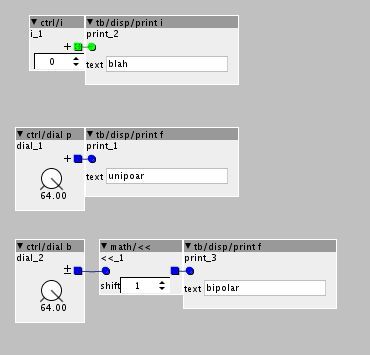 ▼ ctrl/i ▼ tb/disp/print i
i_1 print_2
+
0 text blah
▼ ctrl/dial p ▼ tb/disp/print f
dial_1 print_1
+
text unipoar
64.00
▼ ctrl/dial b ▼ math/<< ▼ tb/disp/print f
dial_2 <<_1 print_3
±
shift 1 text bipolar
64.00